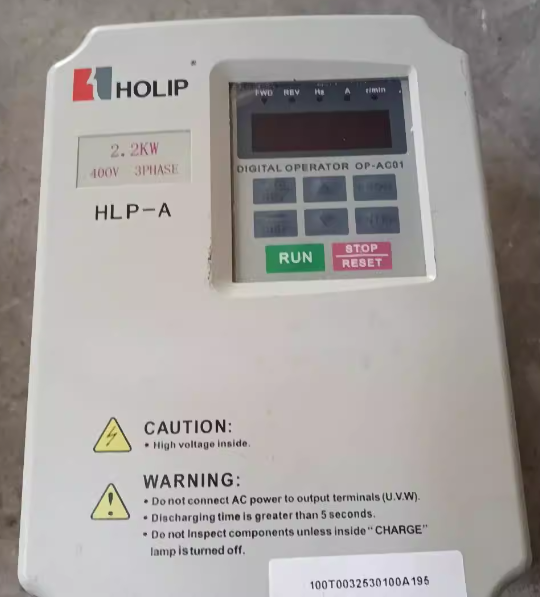 HOLIP
FWD REV Hz A r/min
2.2KW
400V 3PHASE
DIGITAL OPERATOR OP-AC01
HLP-A
RUN
STOP
RESET
CAUTION:
• High voltage inside.
WARNING:
• Do not connect AC power to output terminals (U.V.W).
• Discharging time is greater than 5 seconds.
• Do not Inspect components unless inside "CHARGE"
lamp is turned off.
100T0032530100A195